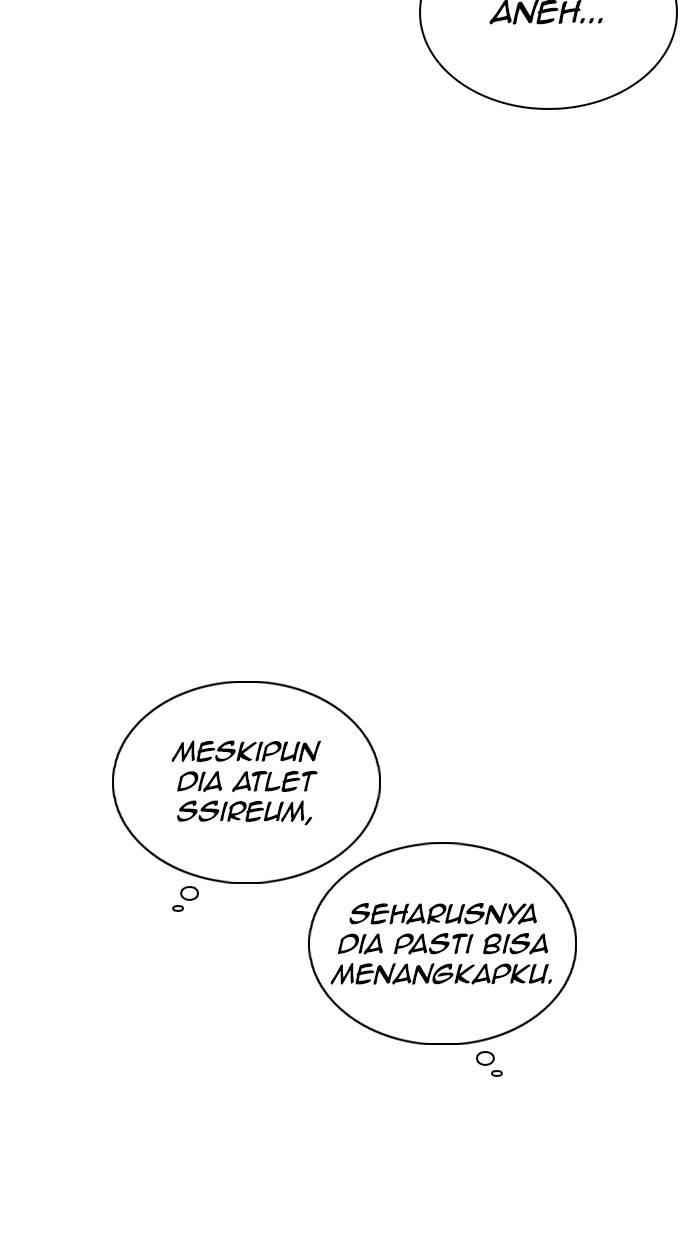 ANEH...
MESKIPUN
DIA ATLET
SSIREUM,
SEHARUSNYA
DIA PASTI BISA
MENANGKAPKU.